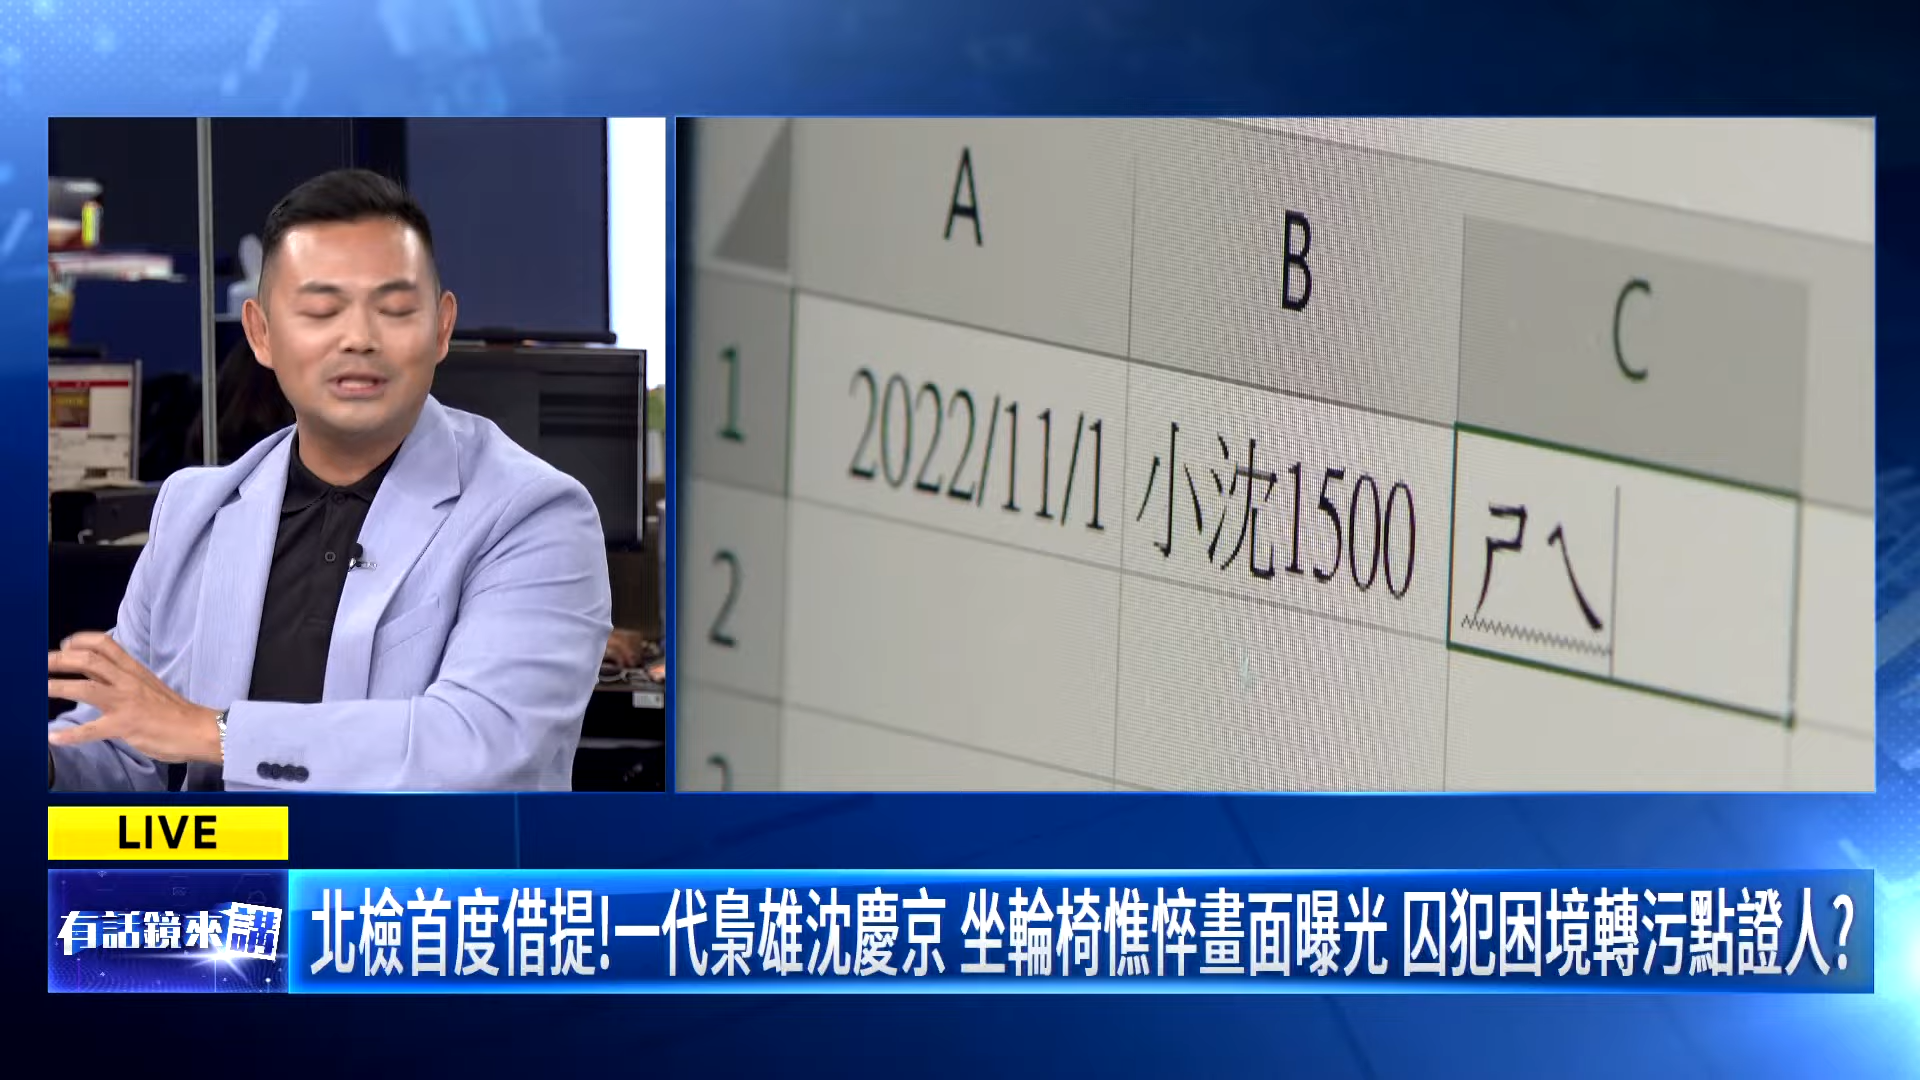 A B C
1 2022/11/1 小沈1500 ㄕㄟ
2
3
LIVE
有話鏡來講
北檢首度借提!一代梟雄沈慶京 坐輪椅憔悴畫面曝光 囚犯困境轉污點證人?